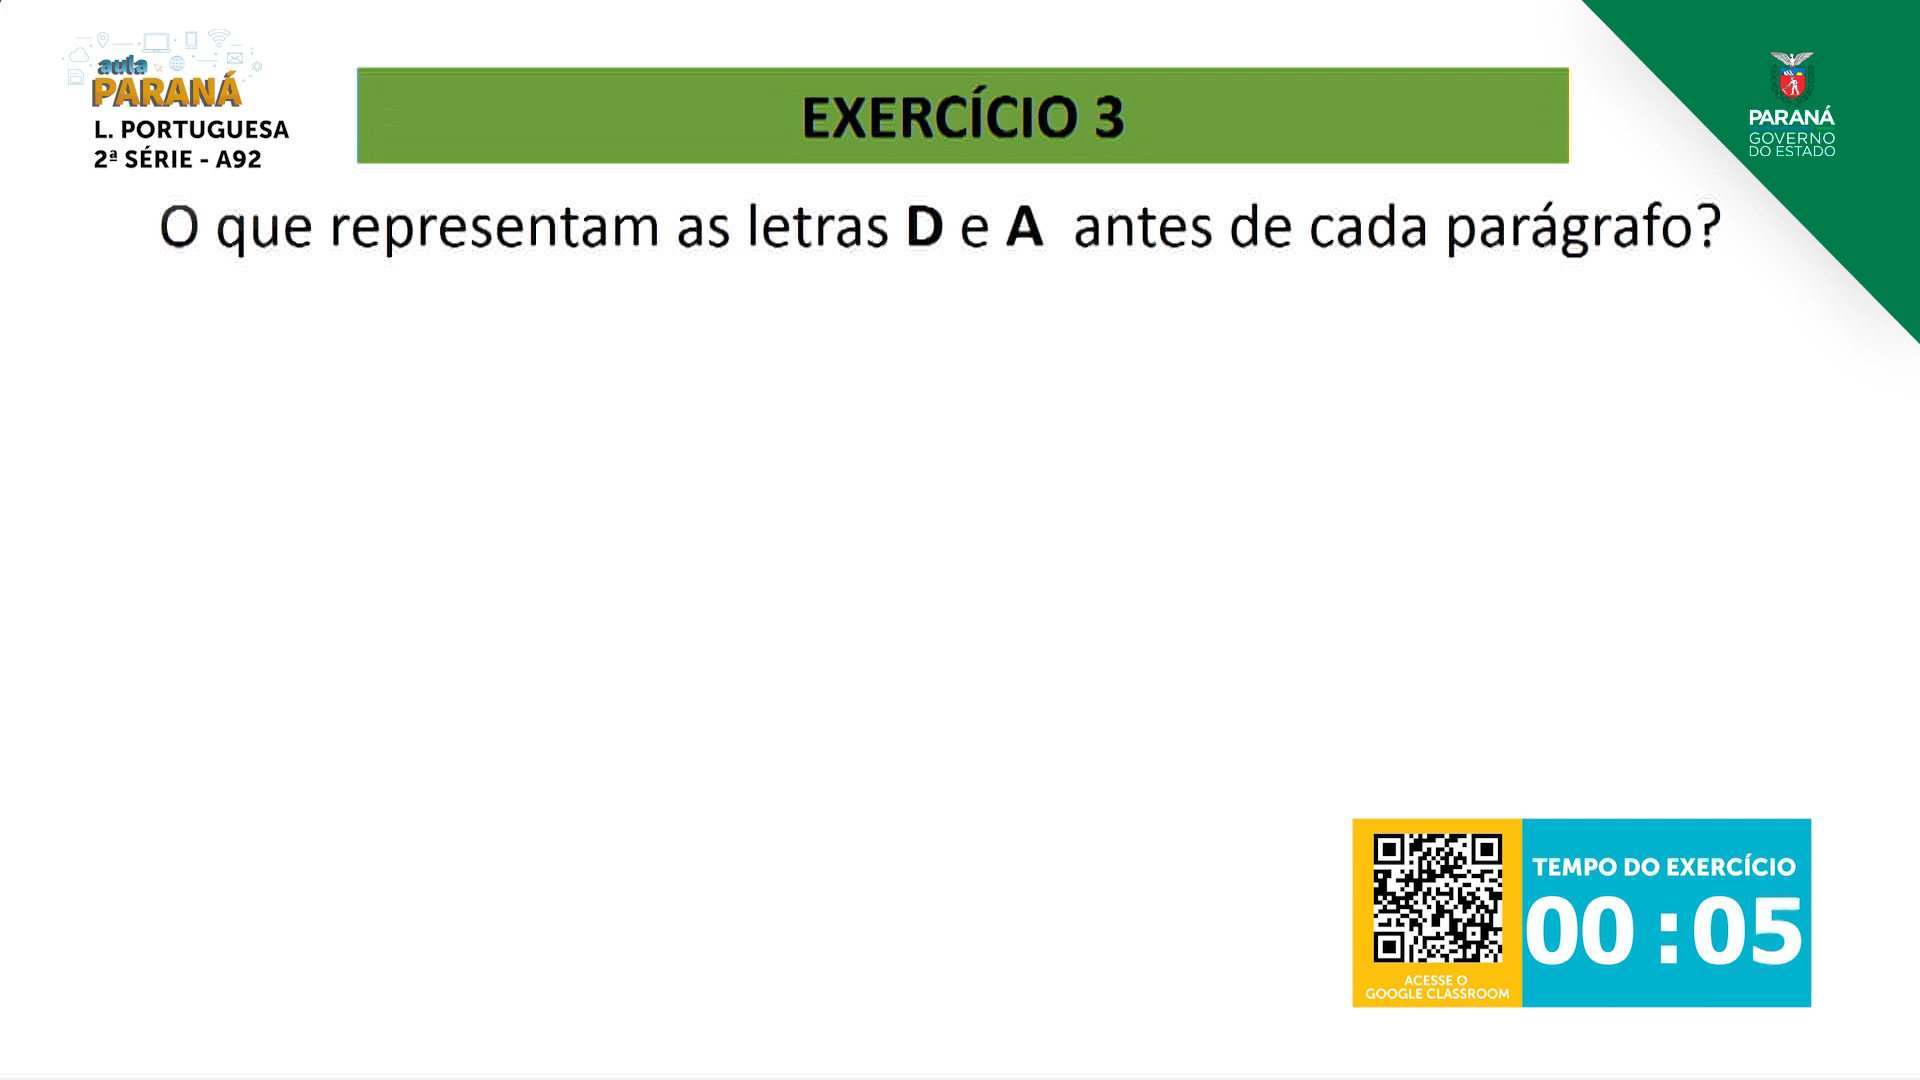 aula
PARANÁ
L. PORTUGUESA
2ª SÉRIE - A92
EXERCÍCIO 3
PARANÁ
GOVERNO
DO ESTADO
O que representam as letras D e A antes de cada parágrafo?
TEMPO DO EXERCÍCIO
00 :05
ACESSE O
GOOGLE CLASSROOM